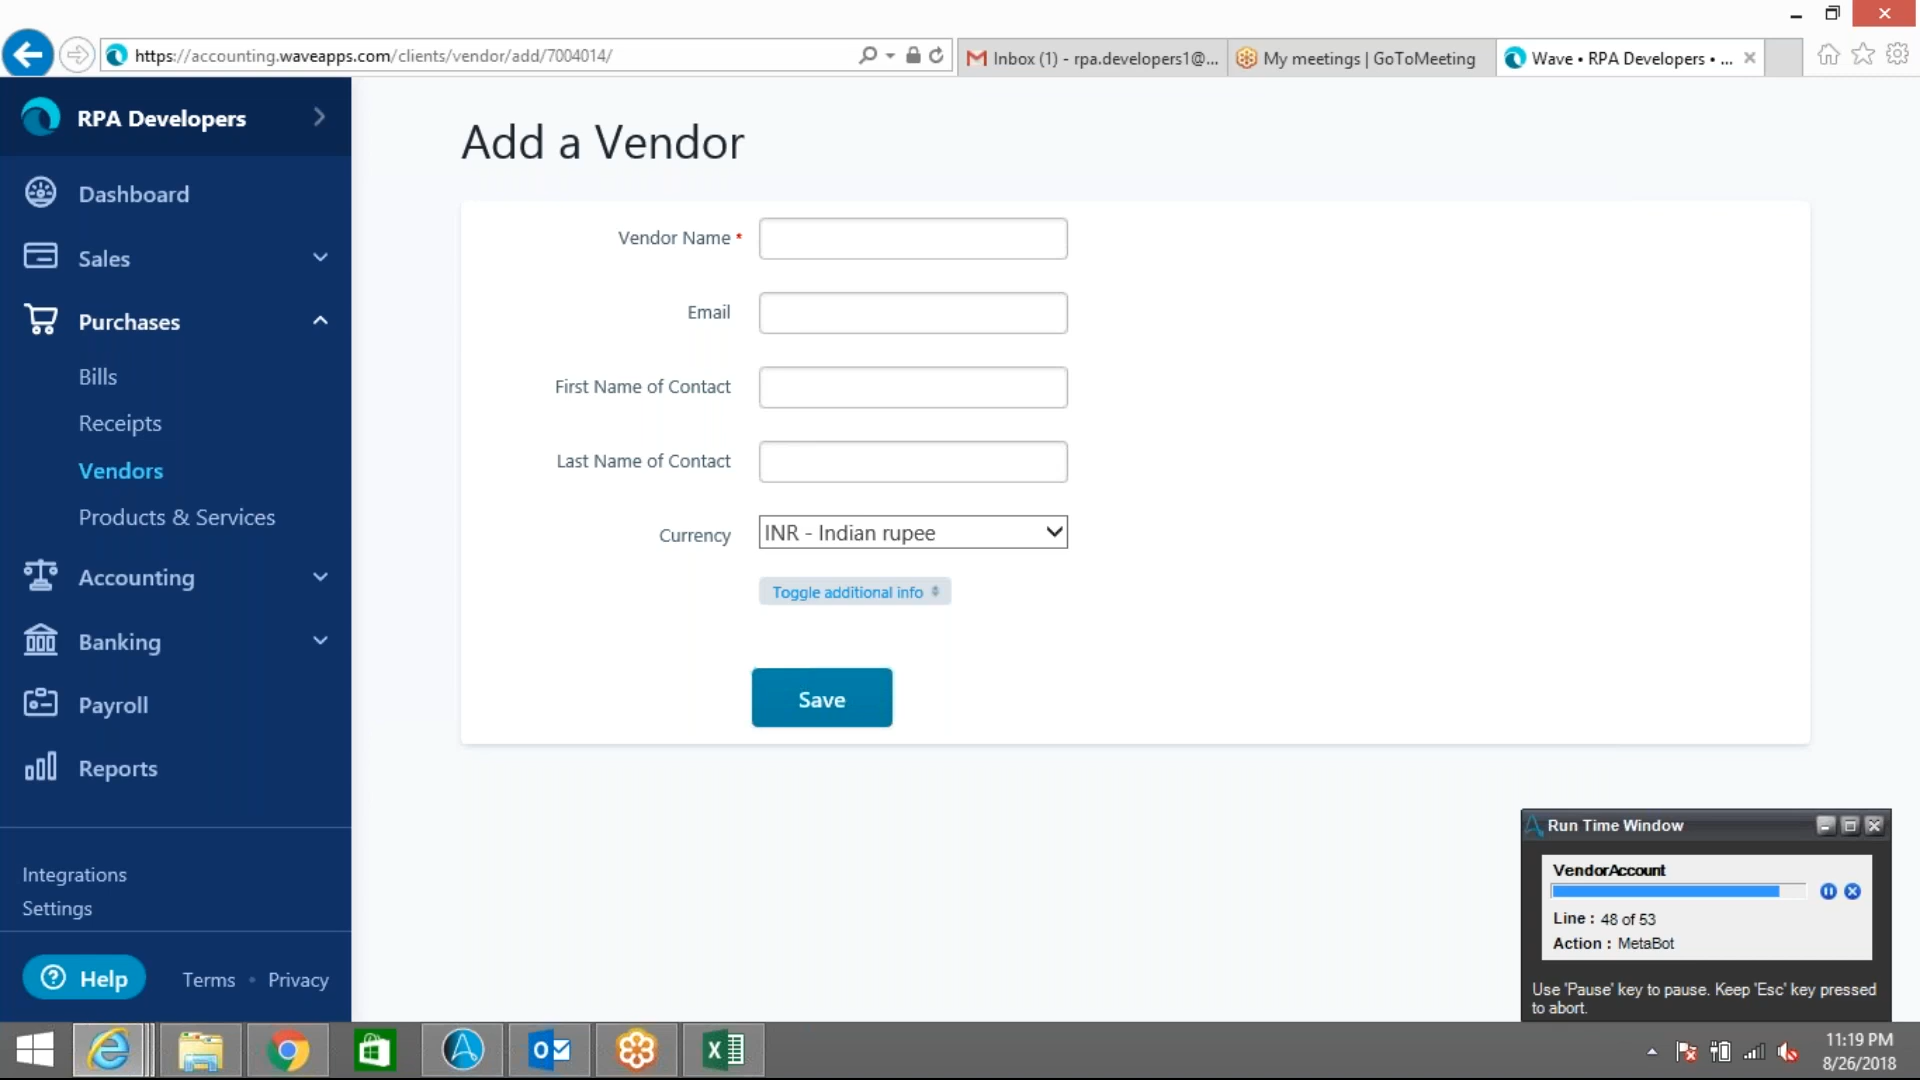 https://accounting.waveapps.com/clients/vendor/add/7004014/
Inbox (1) - rpa.developers1@...
My meetings | GoToMeeting
Wave • RPA Developers • ...
RPA Developers
Dashboard
Sales
Purchases
Bills
Receipts
Vendors
Products & Services
Accounting
Banking
Payroll
Reports
Integrations
Settings
Help
Terms • Privacy
Add a Vendor
Vendor Name *
Email
First Name of Contact
Last Name of Contact
Currency INR - Indian rupee
Toggle additional info
Save
Run Time Window
VendorAccount
Line : 48 of 53
Action : MetaBot
Use 'Pause' key to pause. Keep 'Esc' key pressed
to abort.
11:19 PM
8/26/2018